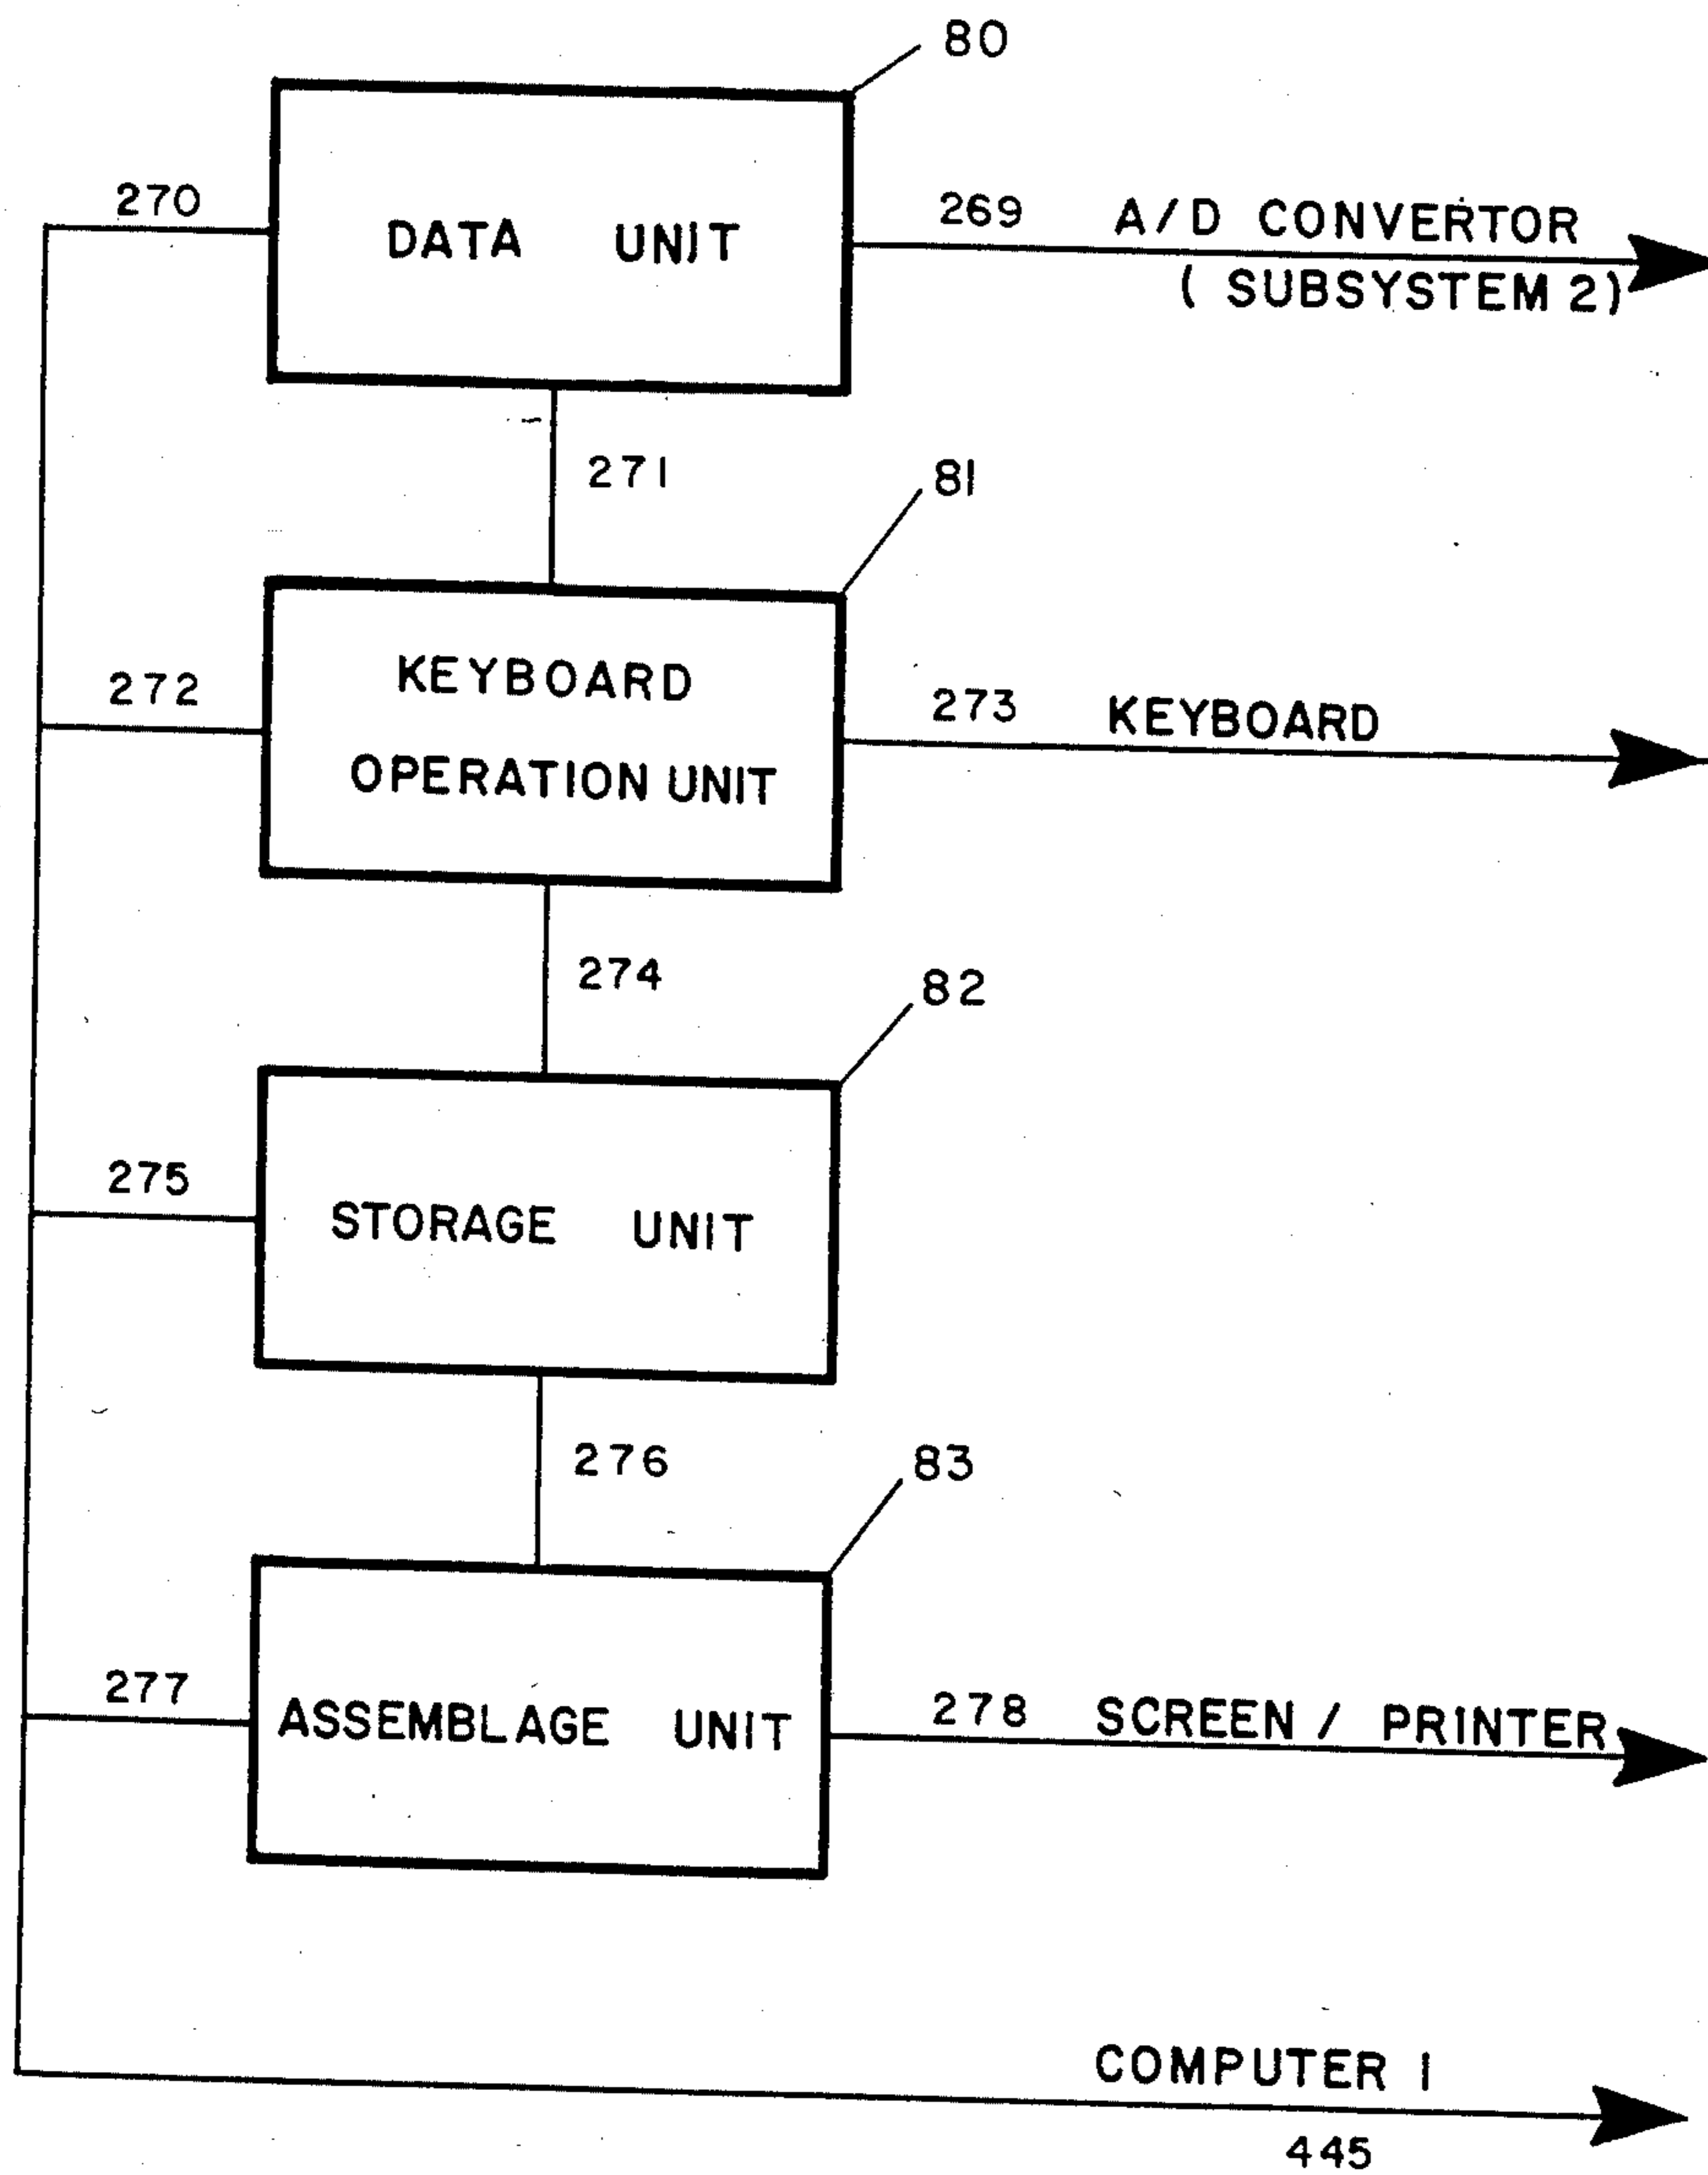 80
270
DATA UNIT
269 A/D CONVERTOR
( SUBSYSTEM 2)
271
81
272
KEYBOARD
OPERATION UNIT
273 KEYBOARD
274
82
275
STORAGE UNIT
276
83
277
ASSEMBLAGE UNIT
278 SCREEN / PRINTER
COMPUTER 1
445